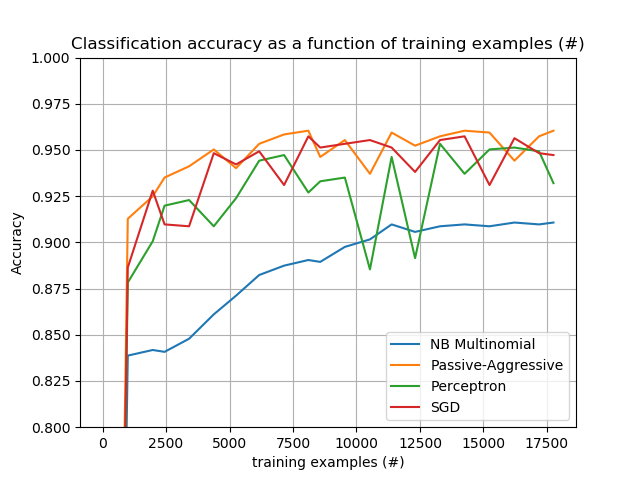 Classification accuracy as a function of training examples (#)
1.000
0.975
0.950
0.925
0.900
0.875
0.850
0.825
0.800
Accuracy
NB Multinomial
Passive-Aggressive
Perceptron
SGD
0 2500 5000 7500 10000 12500 15000 17500
training examples (#)